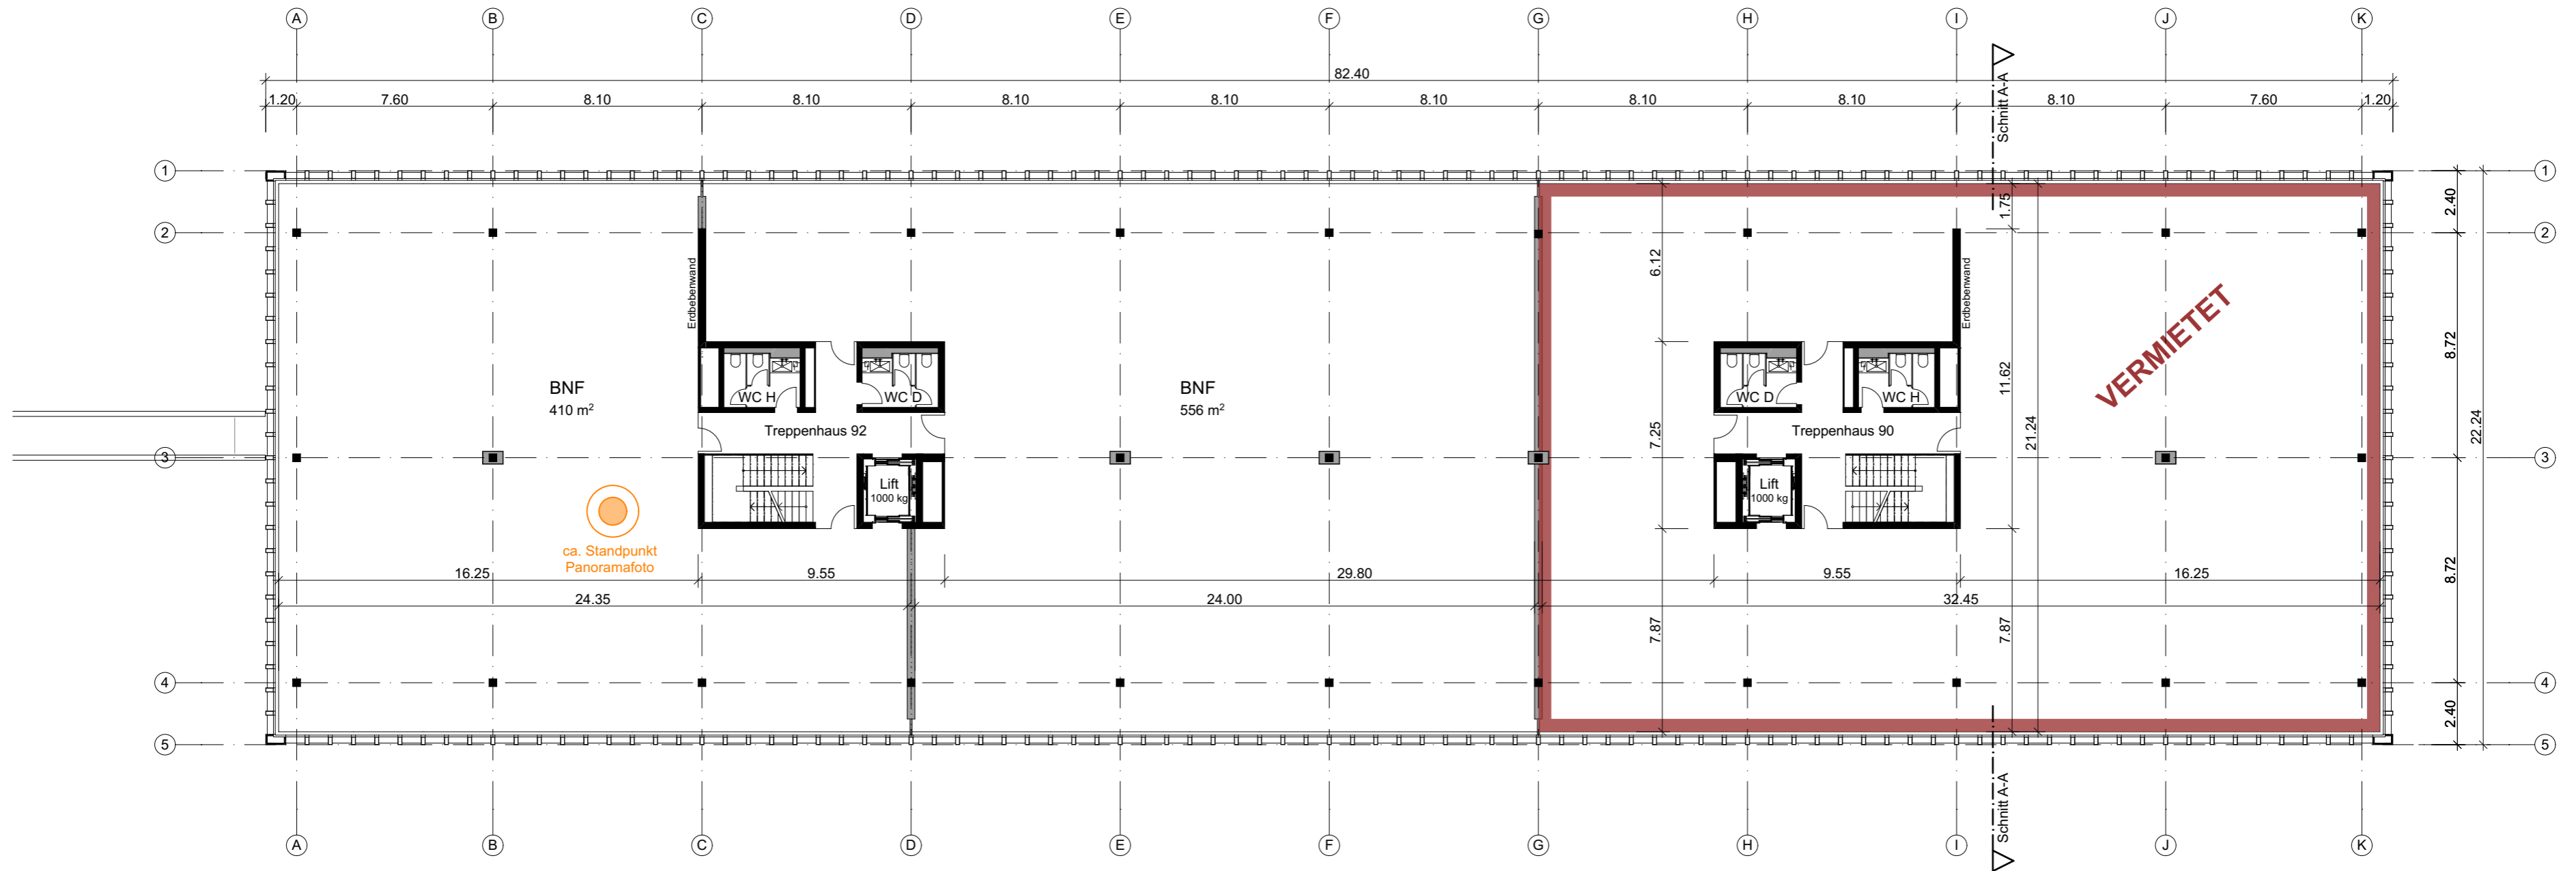 A B C D E F G H I J K
82.40
1.20 7.60 8.10 8.10 8.10 8.10 8.10 8.10 8.10 8.10 7.60 1.20
Schnitt A-A
1 1
2.40
1.75
2 2
6.12
Erdbebenwand
Erdbebenwand
VERMIETET
8.72
11.62
BNF
410 m²
BNF
556 m²
WC H
WC D
WC D
WC H
Treppenhaus 92
Treppenhaus 90
7.25
21.24
22.24
3 3
Lift
1000 kg
Lift
1000 kg
ca. Standpunkt
Panoramafoto
16.25 9.55 29.80 9.55 16.25
8.72
24.35 24.00 32.45
7.87
7.87
4 4
2.40
5 5
Schnitt A-A
A B C D E F G H I J K